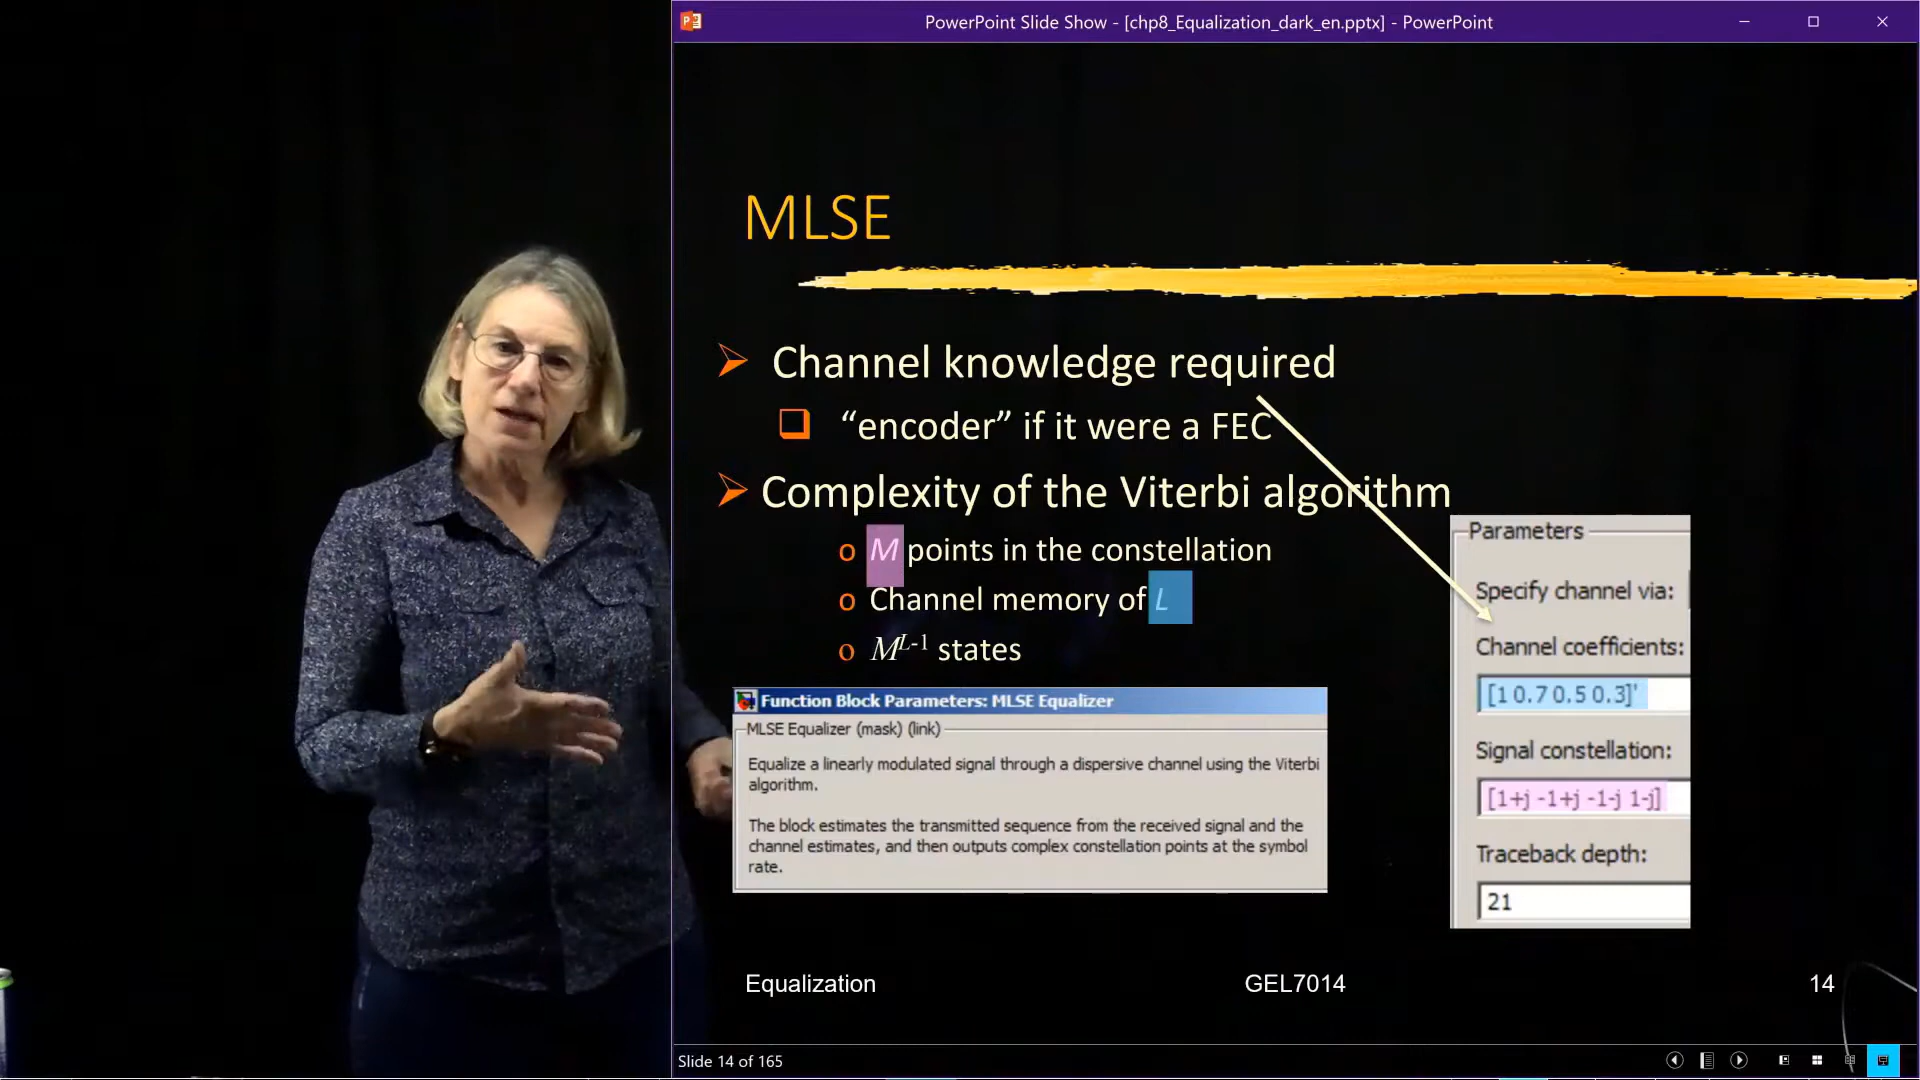 PowerPoint Slide Show - [chp8_Equalization_dark_en.pptx] - PowerPoint
MLSE
Channel knowledge required
“encoder” if it were a FEC
Complexity of the Viterbi algorithm
M points in the constellation
Channel memory of L
M^{L-1} states
Function Block Parameters: MLSE Equalizer
MLSE Equalizer (mask) (link)
Equalize a linearly modulated signal through a dispersive channel using the Viterbi
algorithm.
The block estimates the transmitted sequence from the received signal and the
channel estimates, and then outputs complex constellation points at the symbol
rate.
Parameters
Specify channel via:
Channel coefficients:
[1 0.7 0.5 0.3]'
Signal constellation:
[1+j -1+j -1-j 1-j]
Traceback depth:
21
Equalization GEL7014 14
Slide 14 of 165